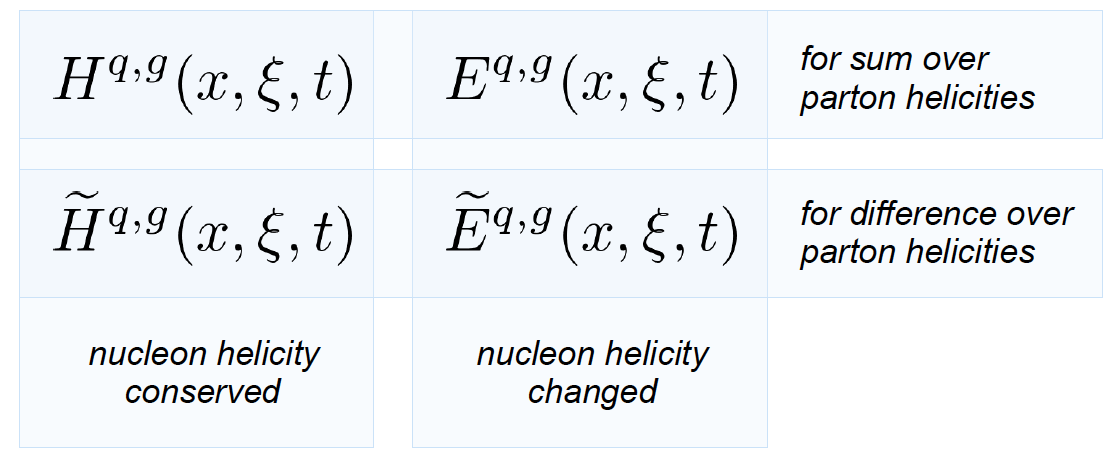 H^{q,g}(x, ξ, t)
E^{q,g}(x, ξ, t)
for sum over
parton helicities
H̃^{q,g}(x, ξ, t)
Ẽ^{q,g}(x, ξ, t)
for difference over
parton helicities
nucleon helicity
conserved
nucleon helicity
changed